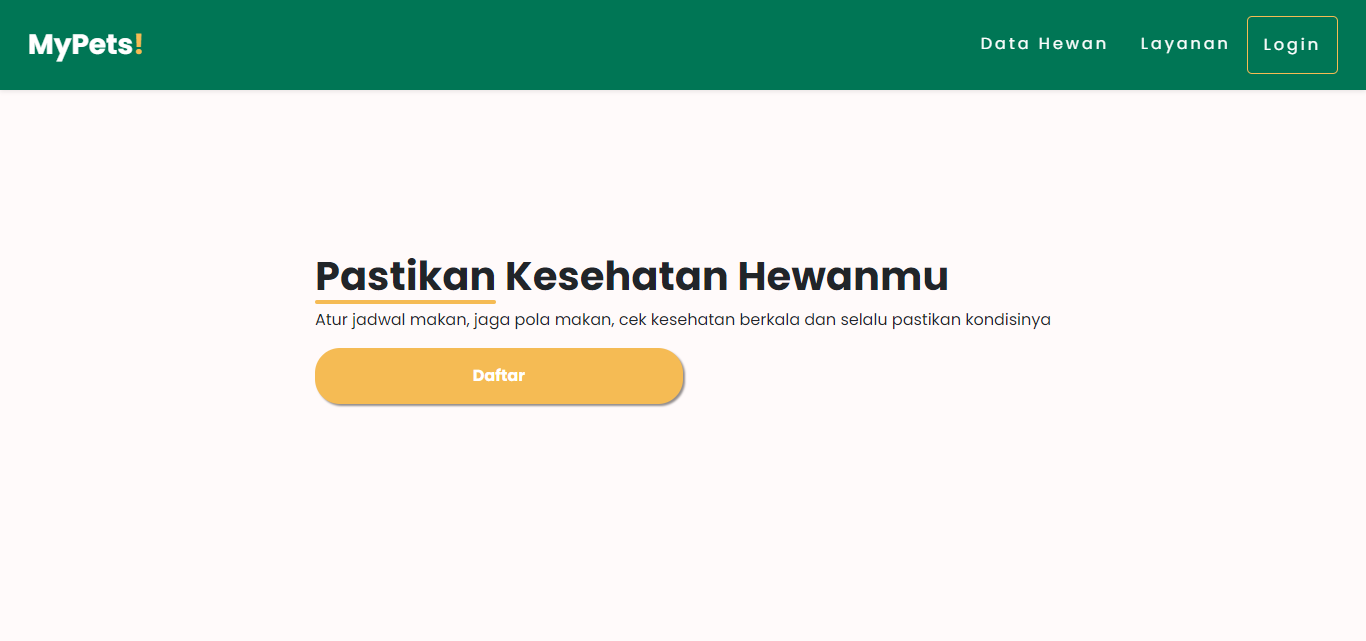 MyPets!
Data Hewan
Layanan
Login
Pastikan Kesehatan Hewanmu
Atur jadwal makan, jaga pola makan, cek kesehatan berkala dan selalu pastikan kondisinya
Daftar